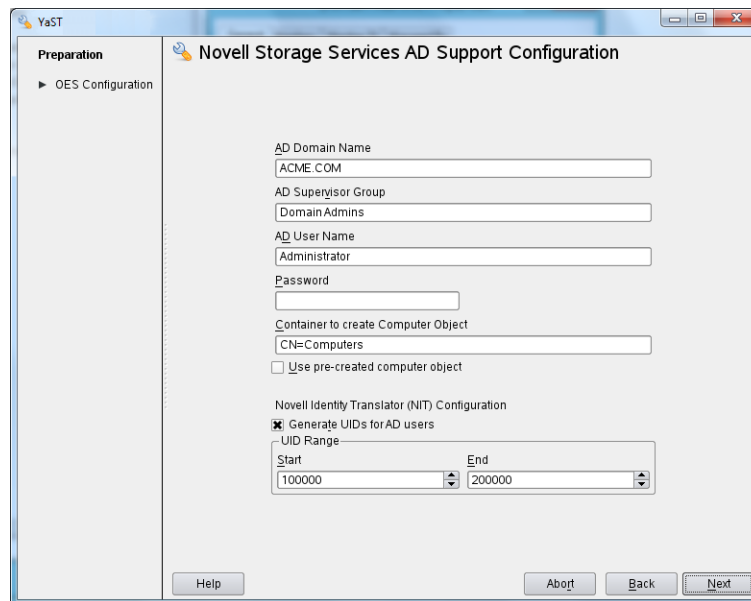 YaST
Preparation
OES Configuration
Novell Storage Services AD Support Configuration
AD Domain Name
ACME.COM
AD Supervisor Group
Domain Admins
AD User Name
Administrator
Password
Container to create Computer Object
CN=Computers
Use pre-created computer object
Novell Identity Translator (NIT) Configuration
Generate UIDs for AD users
UID Range
Start End
100000 200000
Help Abort Back Next